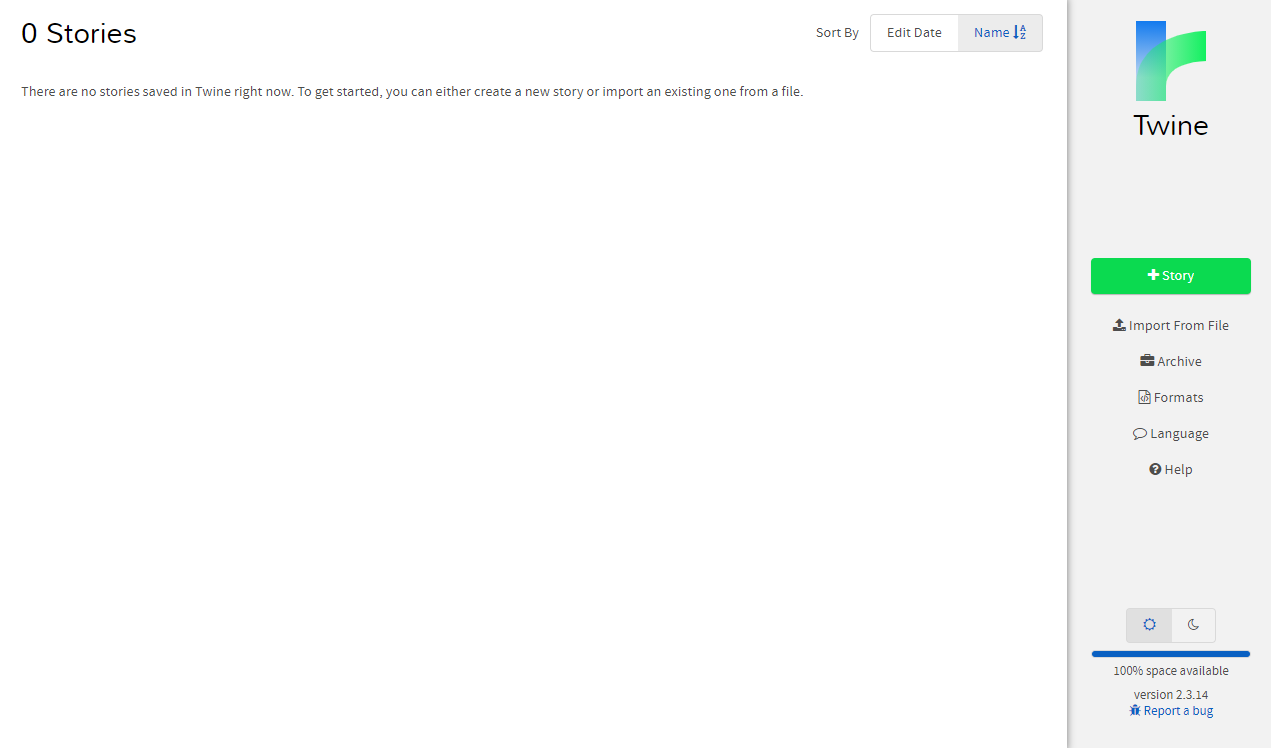 0 Stories
Sort By Edit Date Name
There are no stories saved in Twine right now. To get started, you can either create a new story or import an existing one from a file.
Twine
Story
Import From File
Archive
Formats
Language
Help
100% space available
version 2.3.14
Report a bug